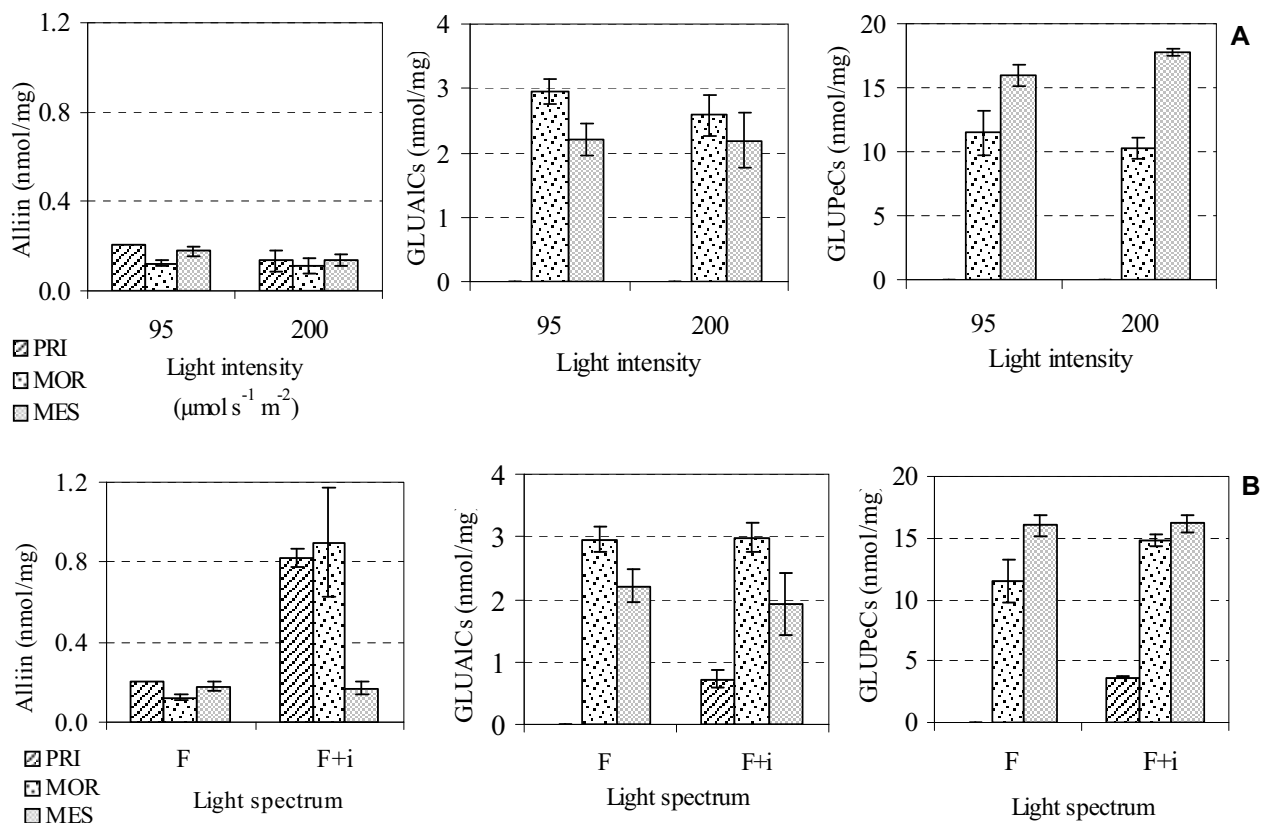 A
Alliin (nmol/mg)
1.2
0.8
0.4
0.0
95 200
Light intensity
(µmol s⁻¹ m⁻²)
PRI
MOR
MES
GLUAlCs (nmol/mg)
4
3
2
1
0
95 200
Light intensity
GLUPeCs (nmol/mg)
20
15
10
5
0
95 200
Light intensity
B
Alliin (nmol/mg)
1.2
0.8
0.4
0.0
F F+i
Light spectrum
PRI
MOR
MES
GLUAlCs (nmol/mg)
4
3
2
1
0
F F+i
Light spectrum
GLUPeCs (nmol/mg)
20
15
10
5
0
F F+i
Light spectrum